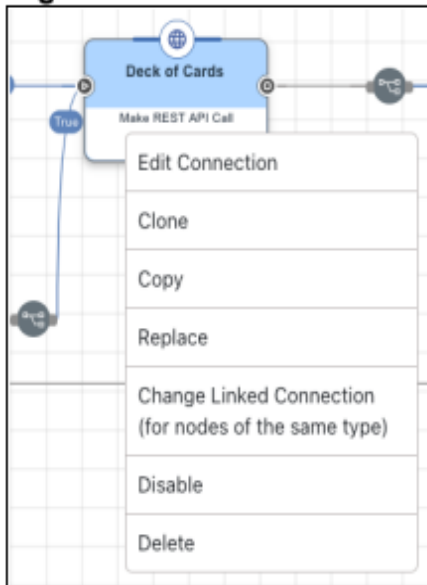 Deck of Cards
True
Make REST API Call
Edit Connection
Clone
Copy
Replace
Change Linked Connection
(for nodes of the same type)
Disable
Delete